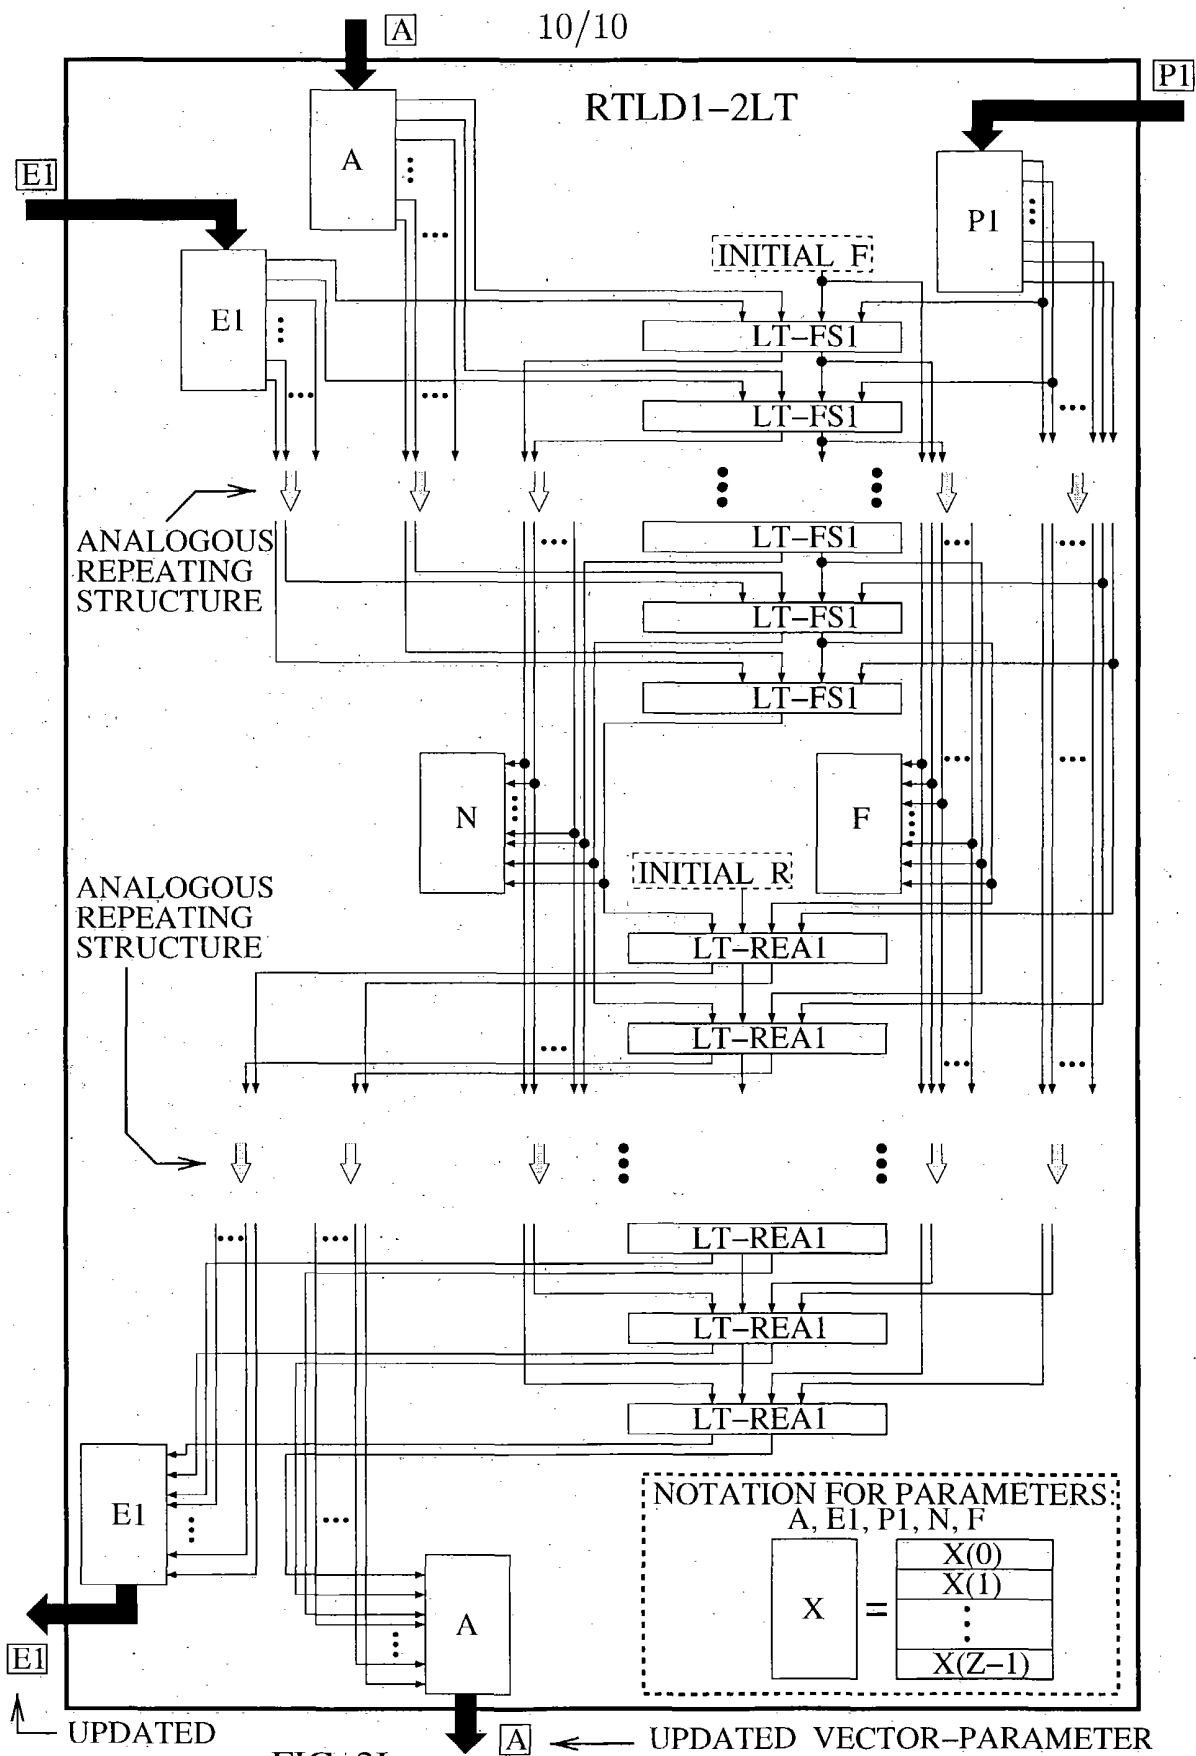 10/10
A
RTLD1-2LT
P1
A
E1
P1
INITIAL F
E1
LT-FS1
LT-FS1
ANALOGOUS
REPEATING
STRUCTURE
LT-FS1
LT-FS1
LT-FS1
N
F
INITIAL R
ANALOGOUS
REPEATING
STRUCTURE
LT-REA1
LT-REA1
LT-REA1
LT-REA1
LT-REA1
E1
NOTATION FOR PARAMETERS:
A, E1, P1, N, F
X
=
X(0)
X(1)
X(Z-1)
A
E1
UPDATED
A
UPDATED VECTOR-PARAMETER